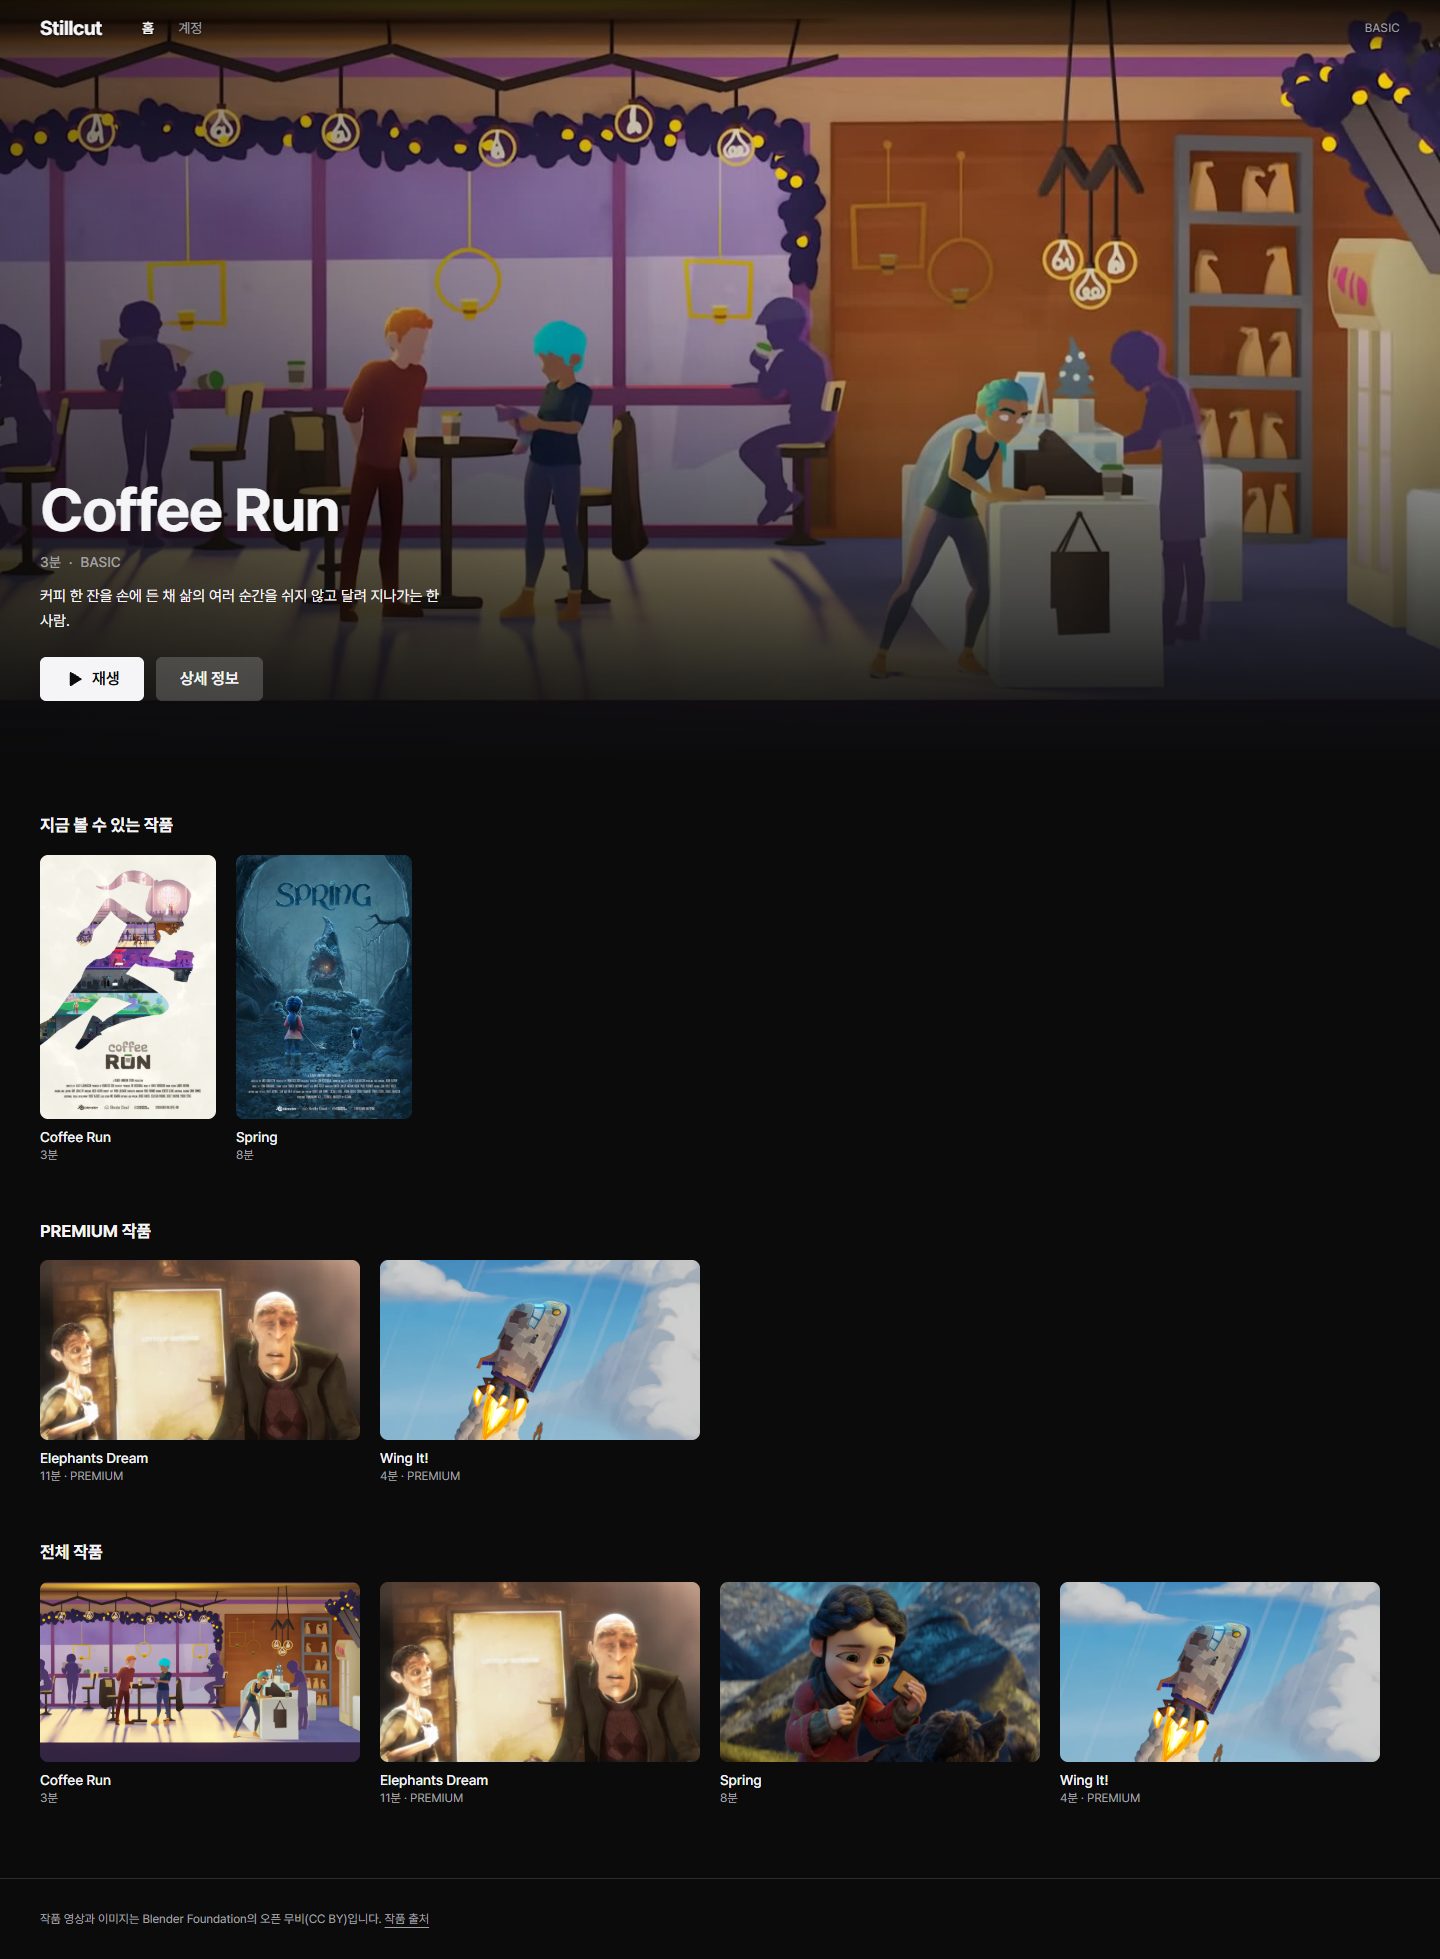 Stillcut 홈 계정 BASIC
Coffee Run
3분 · BASIC
커피 한 잔을 손에 든 채 삶의 여러 순간을 쉬지 않고 달려 지나가는 한
사람.
재생 상세 정보
지금 볼 수 있는 작품
coffee
RUN
SPRING
Coffee Run
3분
Spring
8분
PREMIUM 작품
Elephants Dream
11분 · PREMIUM
Wing It!
4분 · PREMIUM
전체 작품
Coffee Run
3분
Elephants Dream
11분 · PREMIUM
Spring
8분
Wing It!
4분 · PREMIUM
작품 영상과 이미지는 Blender Foundation의 오픈 무비(CC BY)입니다. 작품 출처